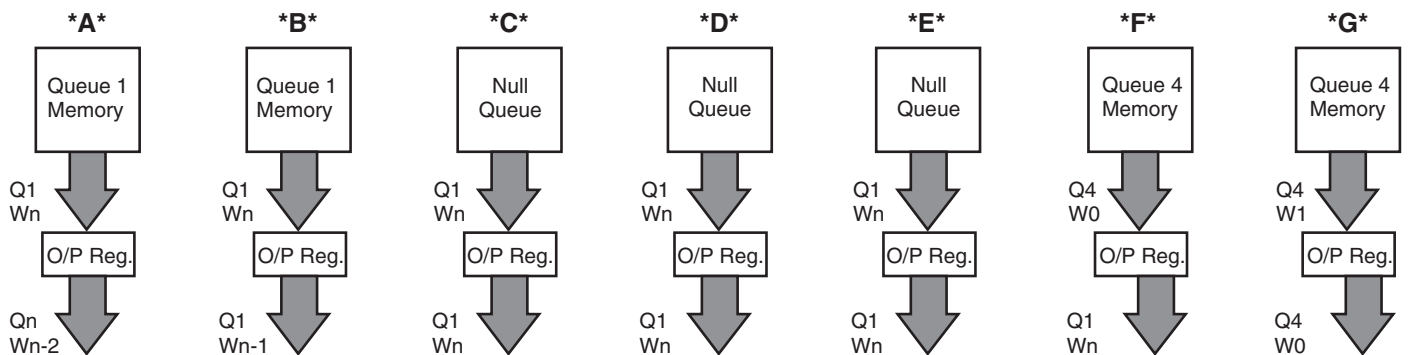 *A* *B* *C* *D* *E* *F* *G*
Queue 1 Queue 1 Null Null Null Queue 4 Queue 4
Memory Memory Queue Queue Queue Memory Memory
Q1 Q1 Q1 Q1 Q1 Q4 Q4
Wn Wn Wn Wn Wn W0 W1
O/P Reg. O/P Reg. O/P Reg. O/P Reg. O/P Reg. O/P Reg. O/P Reg.
Qn Q1 Q1 Q1 Q1 Q1 Q4
Wn-2 Wn-1 Wn Wn Wn Wn W0